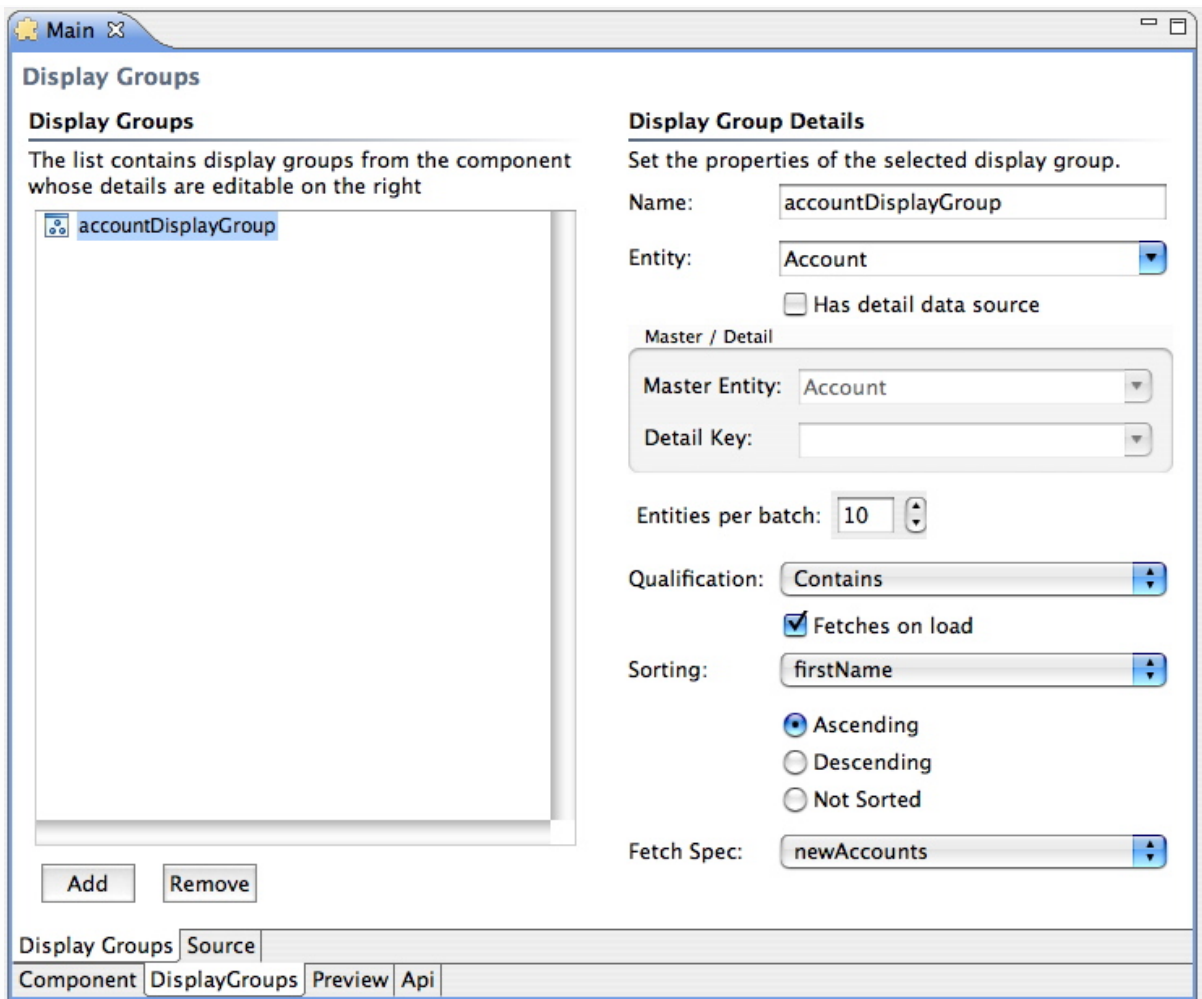 Main
Display Groups
Display Groups
The list contains display groups from the component
whose details are editable on the right
accountDisplayGroup
Add Remove
Display Group Details
Set the properties of the selected display group.
Name: accountDisplayGroup
Entity: Account
Has detail data source
Master / Detail
Master Entity: Account
Detail Key:
Entities per batch: 10
Qualification: Contains
Fetches on load
Sorting: firstName
Ascending
Descending
Not Sorted
Fetch Spec: newAccounts
Display Groups Source
Component DisplayGroups Preview Api